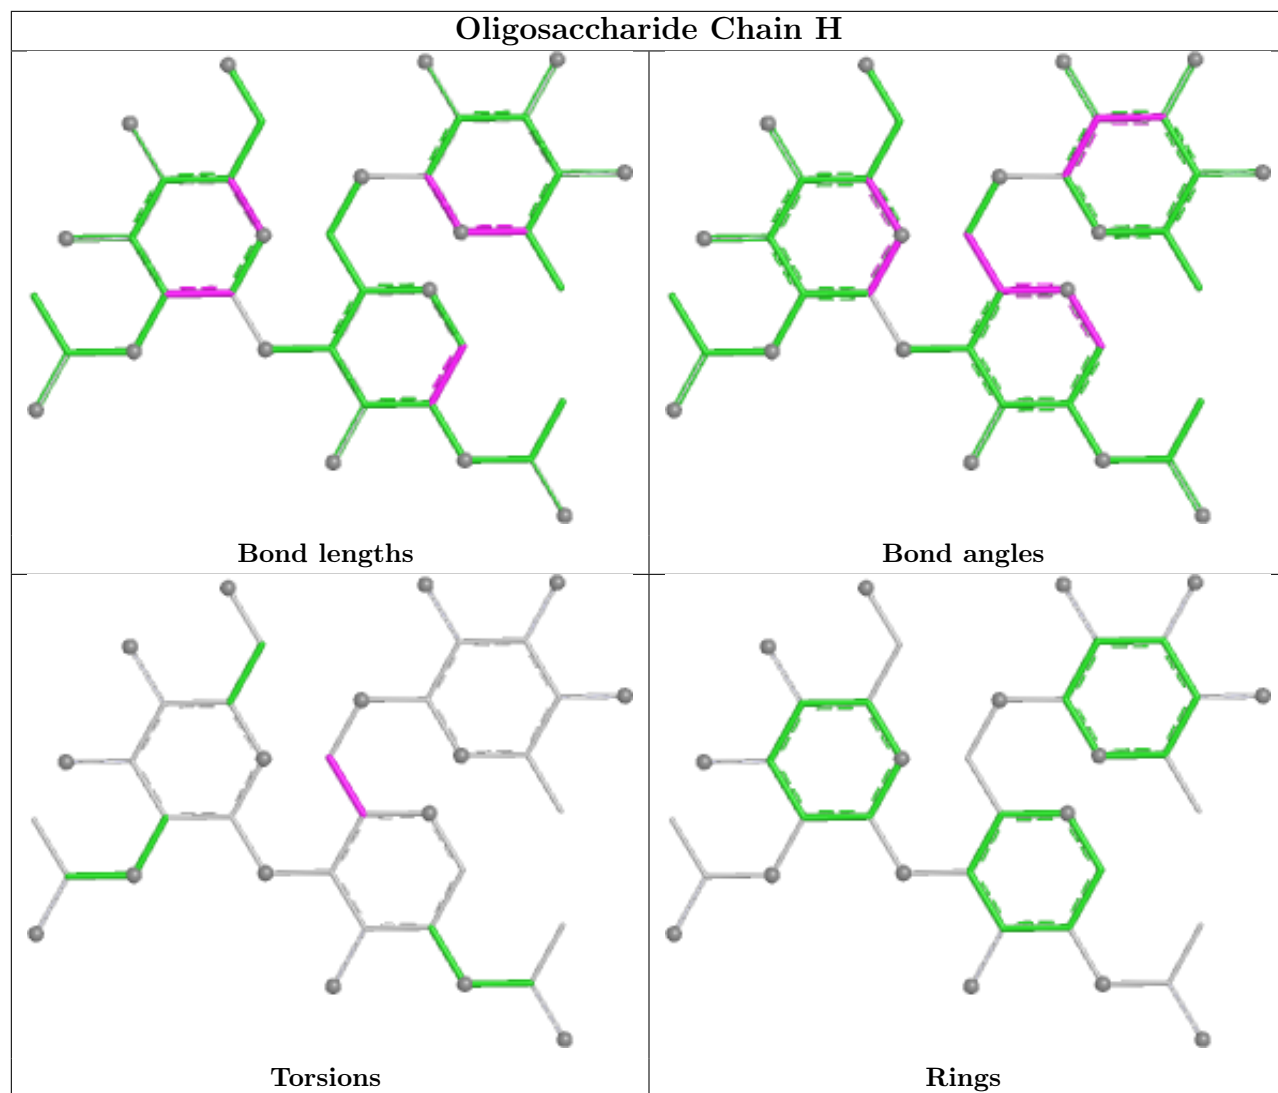 Oligosaccharide Chain H
Bond lengths
Bond angles
Torsions
Rings